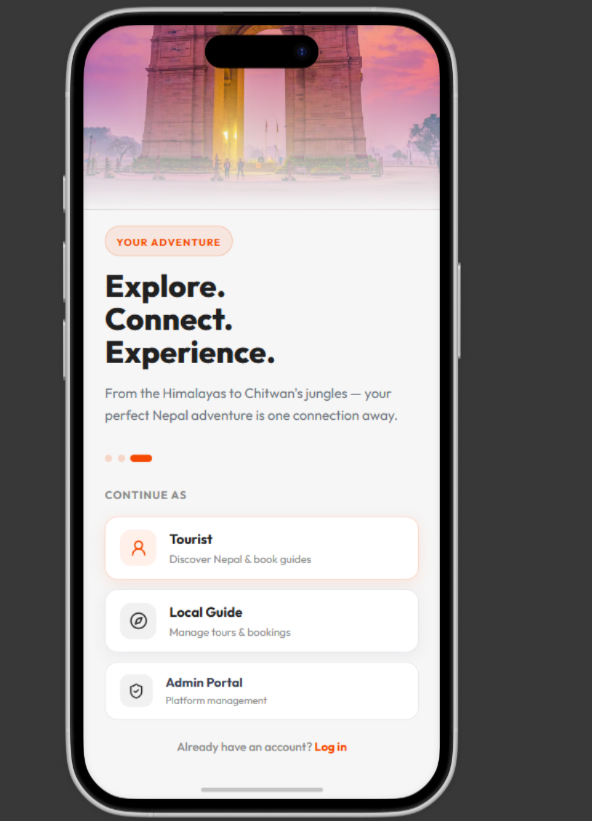 YOUR ADVENTURE
Explore.
Connect.
Experience.
From the Himalayas to Chitwan's jungles — your
perfect Nepal adventure is one connection away.
CONTINUE AS
Tourist
Discover Nepal & book guides
Local Guide
Manage tours & bookings
Admin Portal
Platform management
Already have an account? Log in